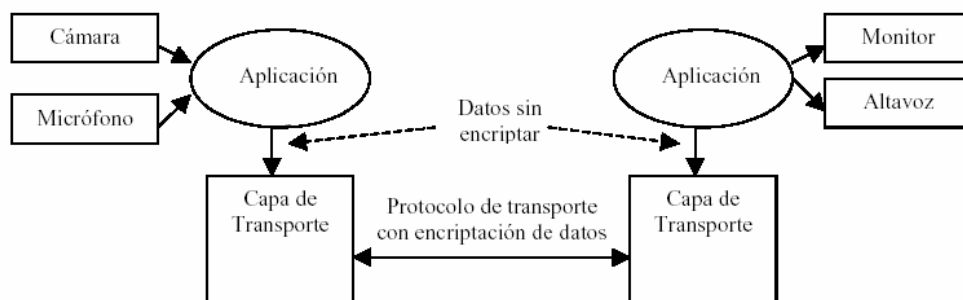 Cámara
Micrófono
Aplicación
Datos sin
encriptar
Aplicación
Monitor
Altavoz
Capa de
Transporte
Protocolo de transporte
con encriptación de datos
Capa de
Transporte